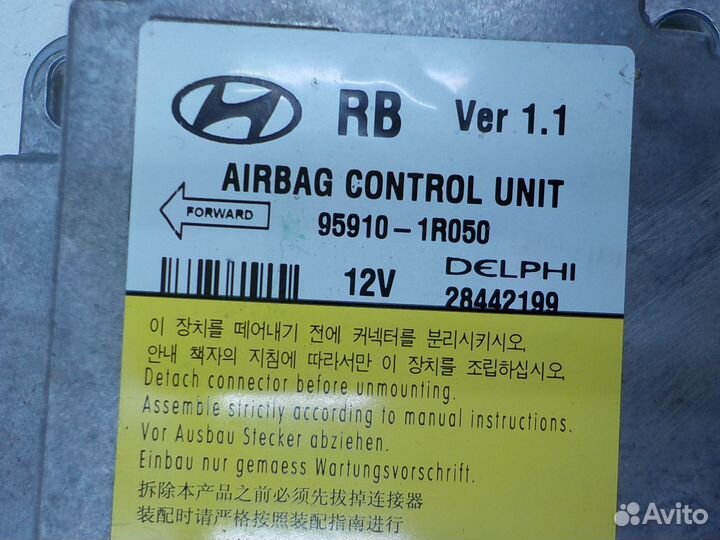 RB Ver 1.1
AIRBAG CONTROL UNIT
FORWARD
95910-1R050
12V
DELPHI
28442199
이 장치를 떼어내기 전에 커넥터를 분리시키시오.
안내 책자의 지침에 따라서만 이 장치를 조립하십시오.
Detach connector before unmounting.
Assemble strictly according to manual instructions.
Vor Ausbau Stecker abziehen.
Einbau nur gemaess Wartungsvorschrift.
拆除本产品之前必须先拔掉连接器
装配时请严格按照装配指南进行
Avito